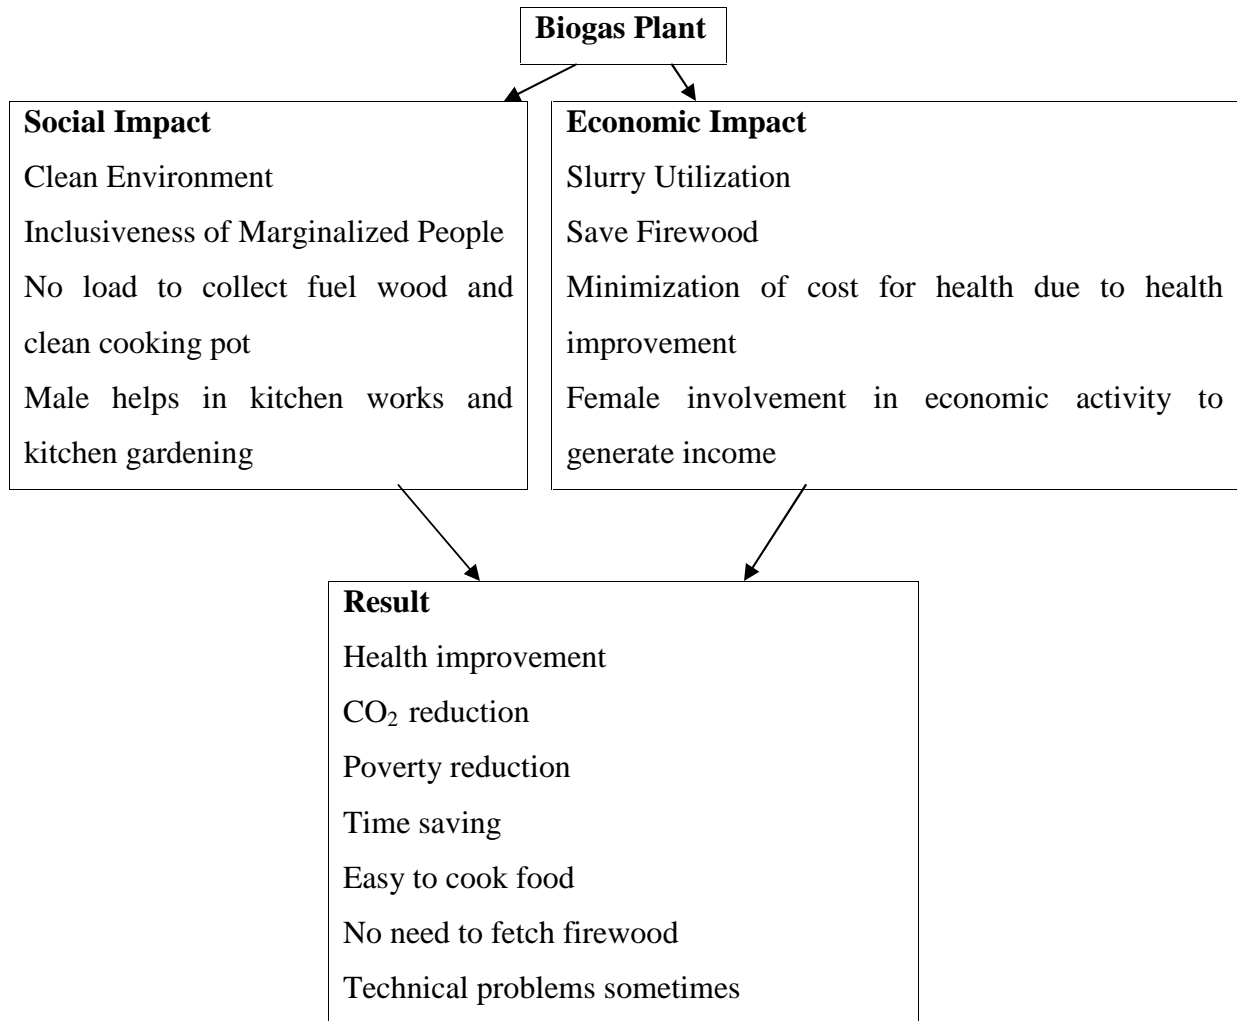 Biogas Plant
Social Impact
Clean Environment
Inclusiveness of Marginalized People
No load to collect fuel wood and
clean cooking pot
Male helps in kitchen works and
kitchen gardening
Economic Impact
Slurry Utilization
Save Firewood
Minimization of cost for health due to health
improvement
Female involvement in economic activity to
generate income
Result
Health improvement
CO₂ reduction
Poverty reduction
Time saving
Easy to cook food
No need to fetch firewood
Technical problems sometimes